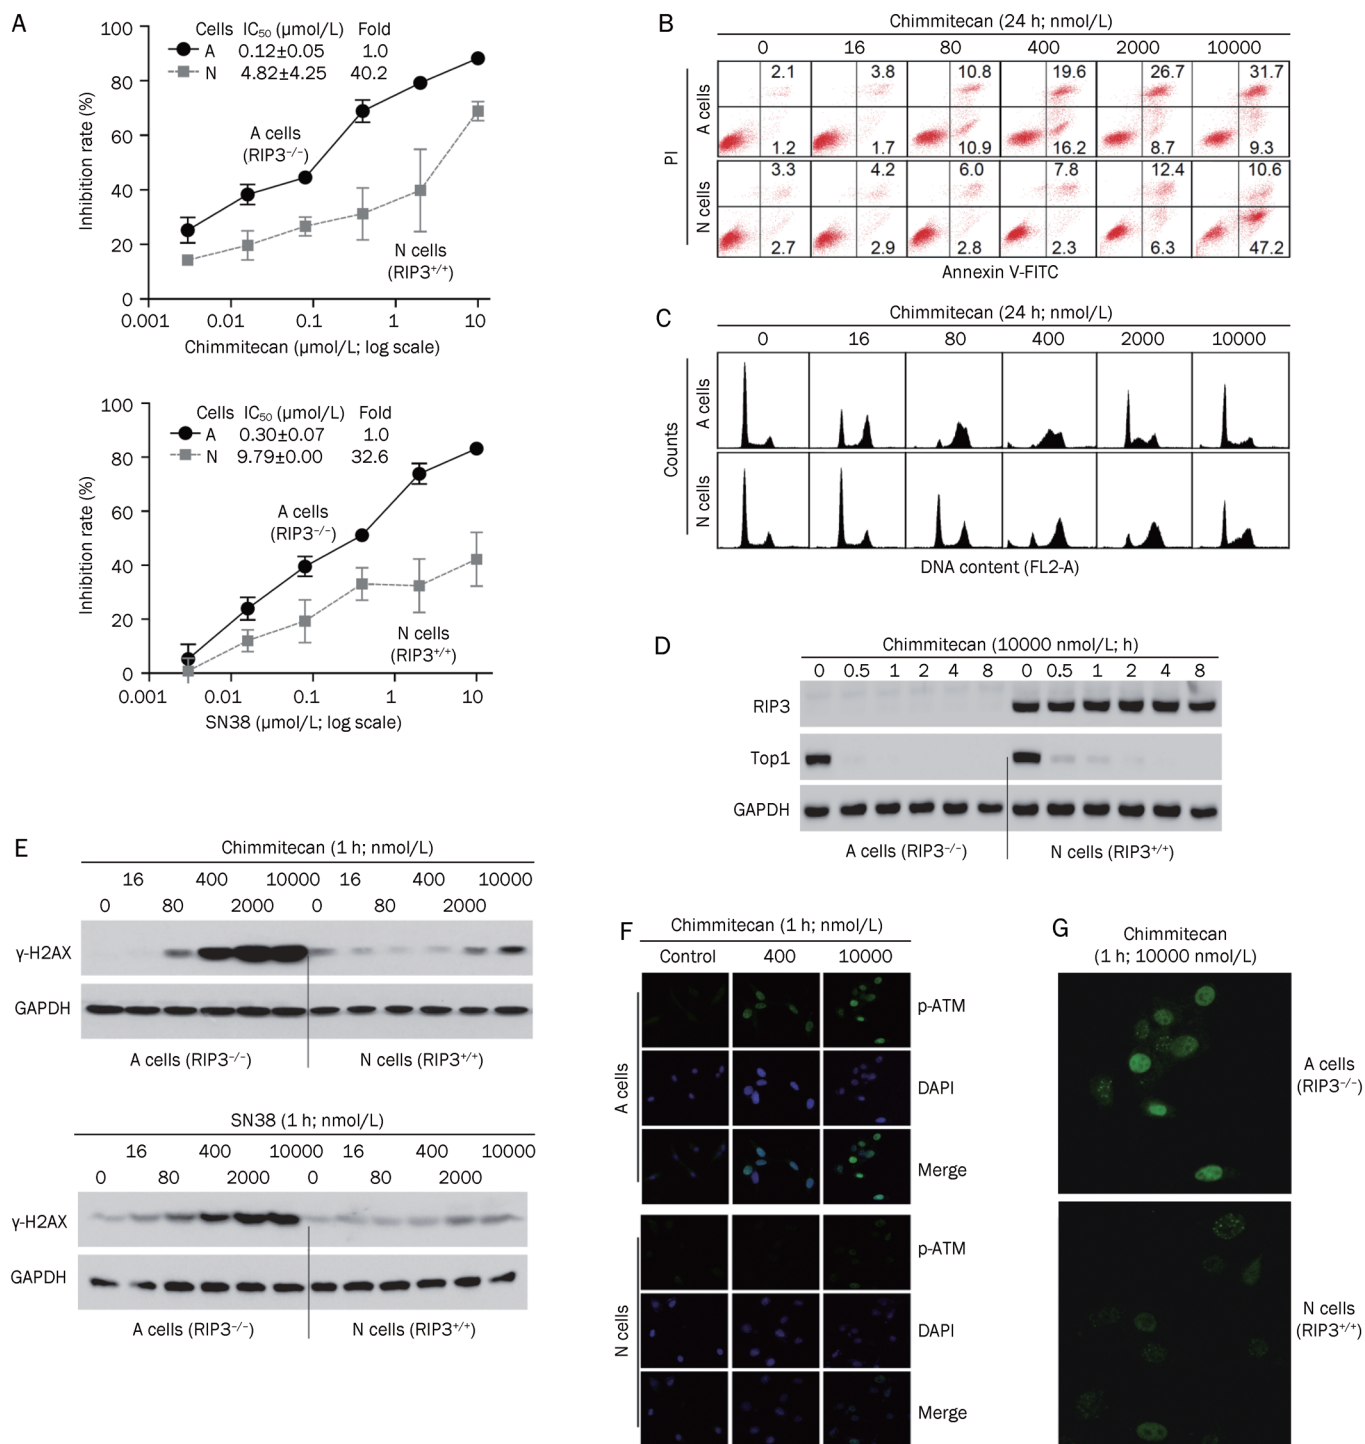 A
100
80
60
40
20
0
Inhibition rate (%)
Cells IC₅₀ (µmol/L) Fold
A 0.12±0.05 1.0
N 4.82±4.25 40.2
A cells
(RIP3⁻/⁻)
N cells
(RIP3⁺/⁺)
0.001 0.01 0.1 1 10
Chimmitecan (µmol/L; log scale)
100
80
60
40
20
0
Inhibition rate (%)
Cells IC₅₀ (µmol/L) Fold
A 0.30±0.07 1.0
N 9.79±0.00 32.6
A cells
(RIP3⁻/⁻)
N cells
(RIP3⁺/⁺)
0.001 0.01 0.1 1 10
SN38 (µmol/L; log scale)
B
Chimmitecan (24 h; nmol/L)
0 16 80 400 2000 10000
PI
A cells
2.1 3.8 10.8 19.6 26.7 31.7
1.2 1.7 10.9 16.2 8.7 9.3
N cells
3.3 4.2 6.0 7.8 12.4 10.6
2.7 2.9 2.8 2.3 6.3 47.2
Annexin V-FITC
C
Chimmitecan (24 h; nmol/L)
0 16 80 400 2000 10000
Counts
A cells
N cells
DNA content (FL2-A)
D
Chimmitecan (10000 nmol/L; h)
0 0.5 1 2 4 8 0 0.5 1 2 4 8
RIP3
Top1
GAPDH
A cells (RIP3⁻/⁻) N cells (RIP3⁺/⁺)
E
Chimmitecan (1 h; nmol/L)
16 400 10000 16 400 10000
0 80 2000 0 80 2000
γ-H2AX
GAPDH
A cells (RIP3⁻/⁻) N cells (RIP3⁺/⁺)
SN38 (1 h; nmol/L)
16 400 10000 16 400 10000
0 80 2000 0 80 2000
γ-H2AX
GAPDH
A cells (RIP3⁻/⁻) N cells (RIP3⁺/⁺)
F
Chimmitecan (1 h; nmol/L)
Control 400 10000
A cells
p-ATM
DAPI
Merge
N cells
p-ATM
DAPI
Merge
G
Chimmitecan
(1 h; 10000 nmol/L)
A cells
(RIP3⁻/⁻)
N cells
(RIP3⁺/⁺)